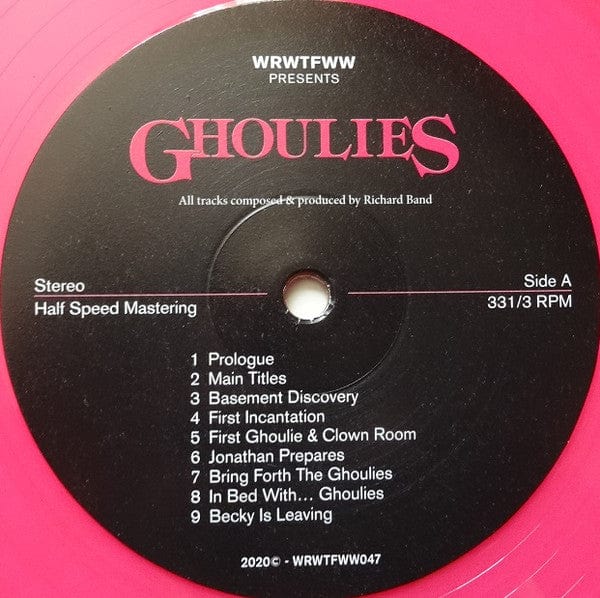 WRWTFWW
PRESENTS
GHOULIES
All tracks composed & produced by Richard Band
Stereo
Side A
Half Speed Mastering
331/3 RPM
1 Prologue
2 Main Titles
3 Basement Discovery
4 First Incantation
5 First Ghoulie & Clown Room
6 Jonathan Prepares
7 Bring Forth The Ghoulies
8 In Bed With... Ghoulies
9 Becky Is Leaving
2020© - WRWTFWW047